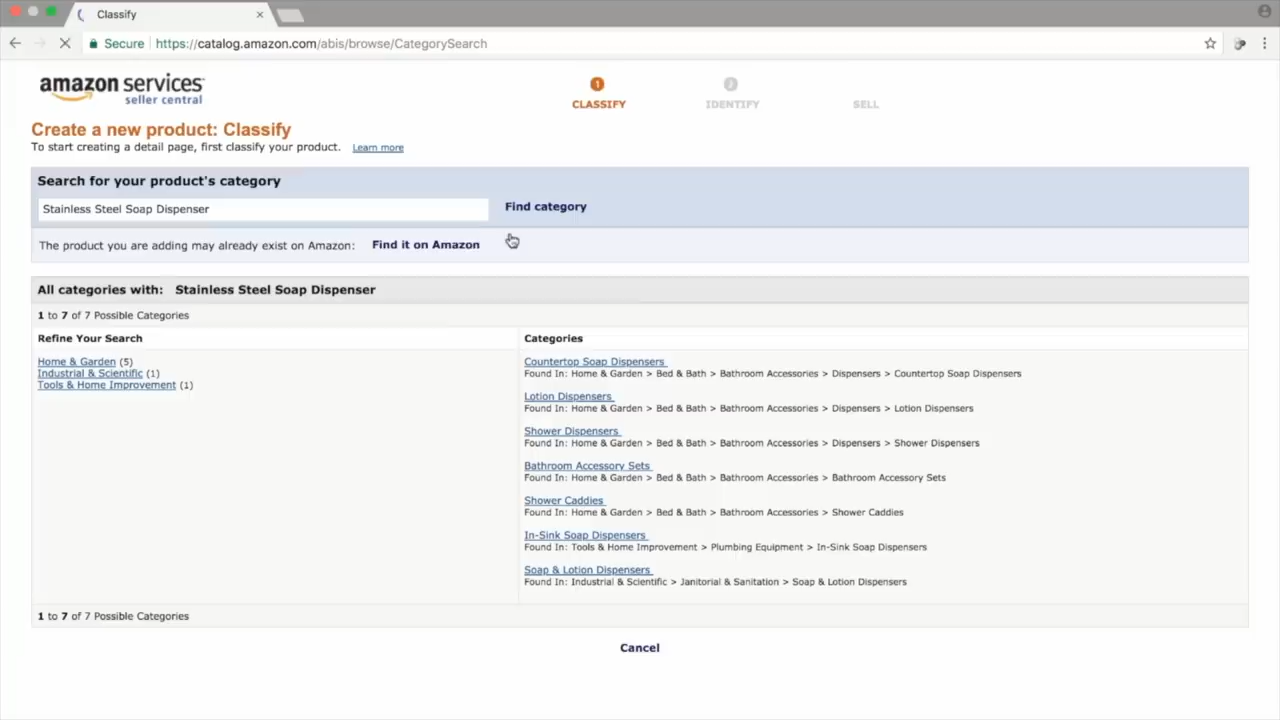 Classify
Secure https://catalog.amazon.com/abis/browse/CategorySearch
amazon services
seller central
1
2
CLASSIFY
IDENTIFY
SELL
Create a new product: Classify
To start creating a detail page, first classify your product. Learn more
Search for your product's category
Stainless Steel Soap Dispenser
Find category
The product you are adding may already exist on Amazon: Find it on Amazon
All categories with: Stainless Steel Soap Dispenser
1 to 7 of 7 Possible Categories
Refine Your Search
Home & Garden (5)
Industrial & Scientific (1)
Tools & Home Improvement (1)
Categories
Countertop Soap Dispensers
Found In: Home & Garden > Bed & Bath > Bathroom Accessories > Dispensers > Countertop Soap Dispensers
Lotion Dispensers
Found In: Home & Garden > Bed & Bath > Bathroom Accessories > Dispensers > Lotion Dispensers
Shower Dispensers
Found In: Home & Garden > Bed & Bath > Bathroom Accessories > Dispensers > Shower Dispensers
Bathroom Accessory Sets
Found In: Home & Garden > Bed & Bath > Bathroom Accessories > Bathroom Accessory Sets
Shower Caddies
Found In: Home & Garden > Bed & Bath > Bathroom Accessories > Shower Caddies
In-Sink Soap Dispensers
Found In: Tools & Home Improvement > Plumbing Equipment > In-Sink Soap Dispensers
Soap & Lotion Dispensers
Found In: Industrial & Scientific > Janitorial & Sanitation > Soap & Lotion Dispensers
1 to 7 of 7 Possible Categories
Cancel